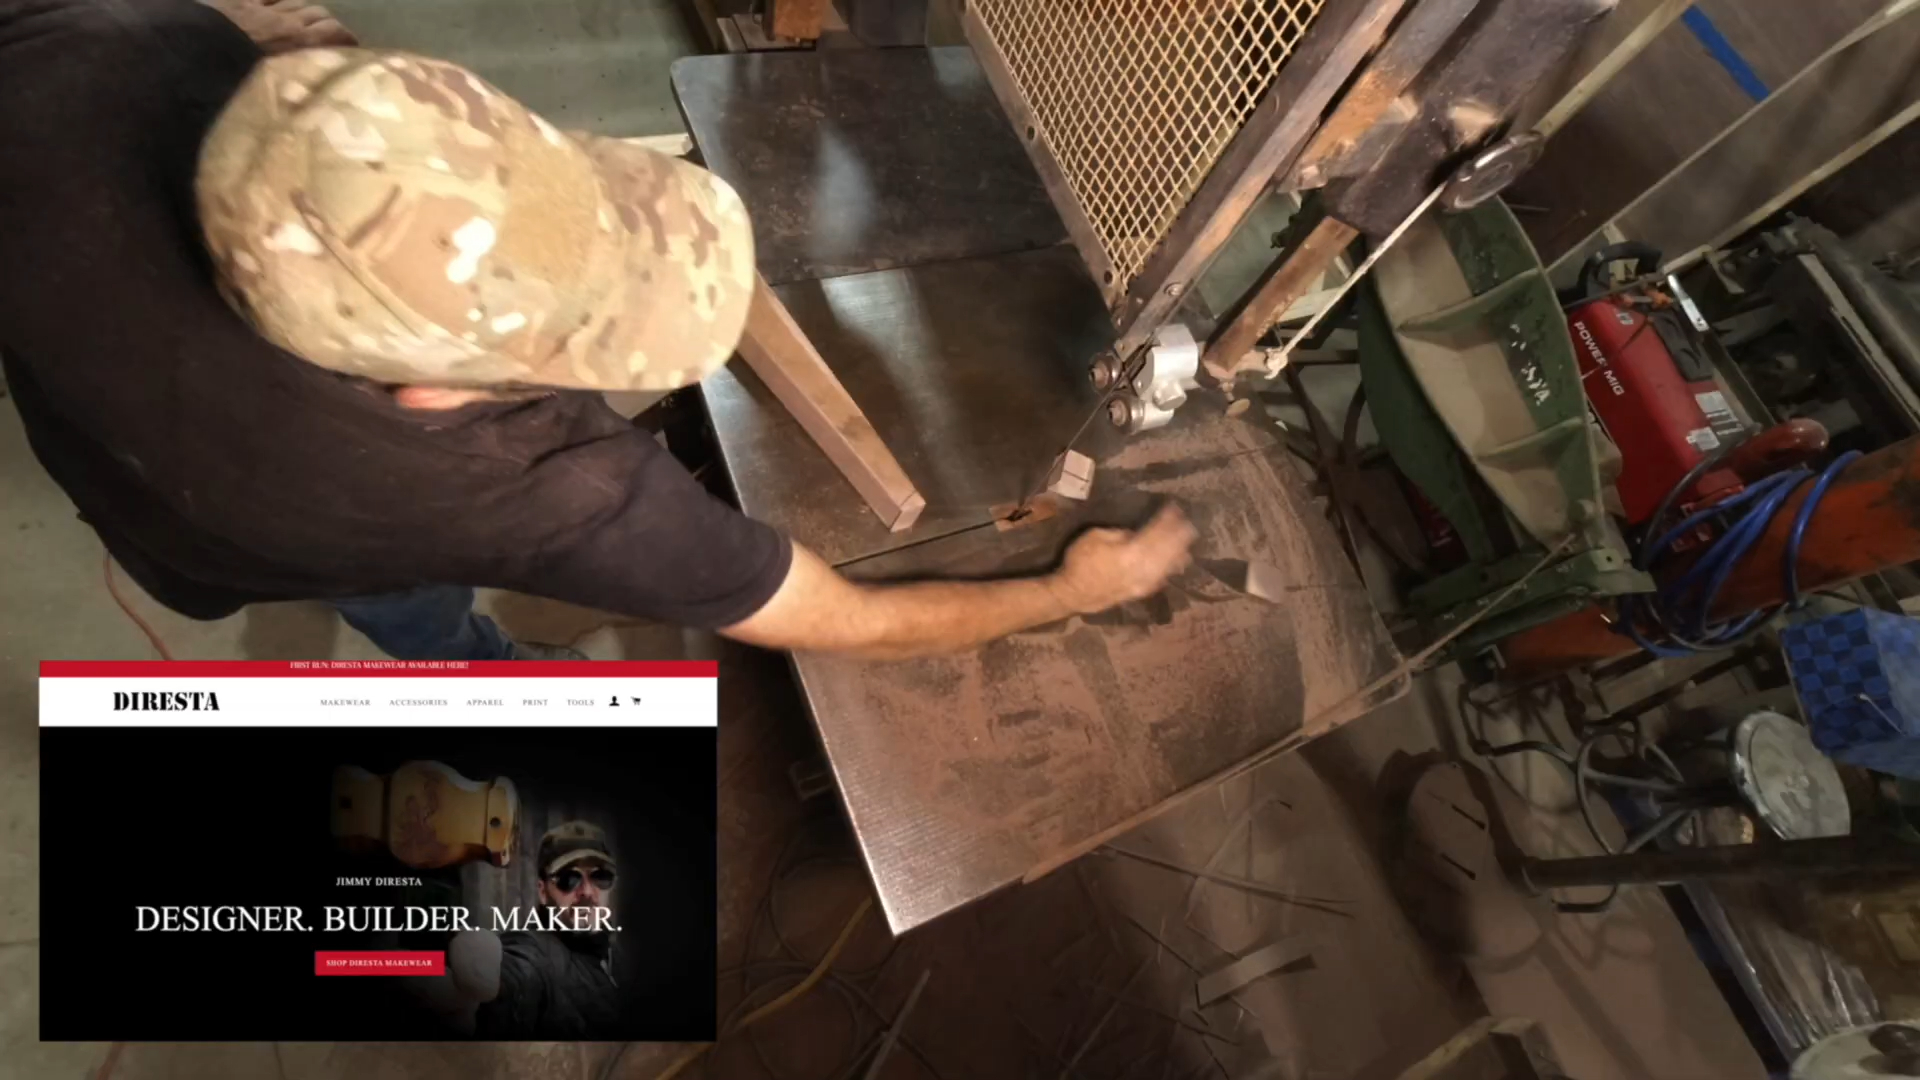 POWER MIG
FIRST RUN: DIRESTA MAKEWEAR AVAILABLE HERE!
DIRESTA
MAKEWEAR ACCESSORIES APPAREL PRINT TOOLS
JIMMY DIRESTA
DESIGNER. BUILDER. MAKER.
SHOP DIRESTA MAKEWEAR